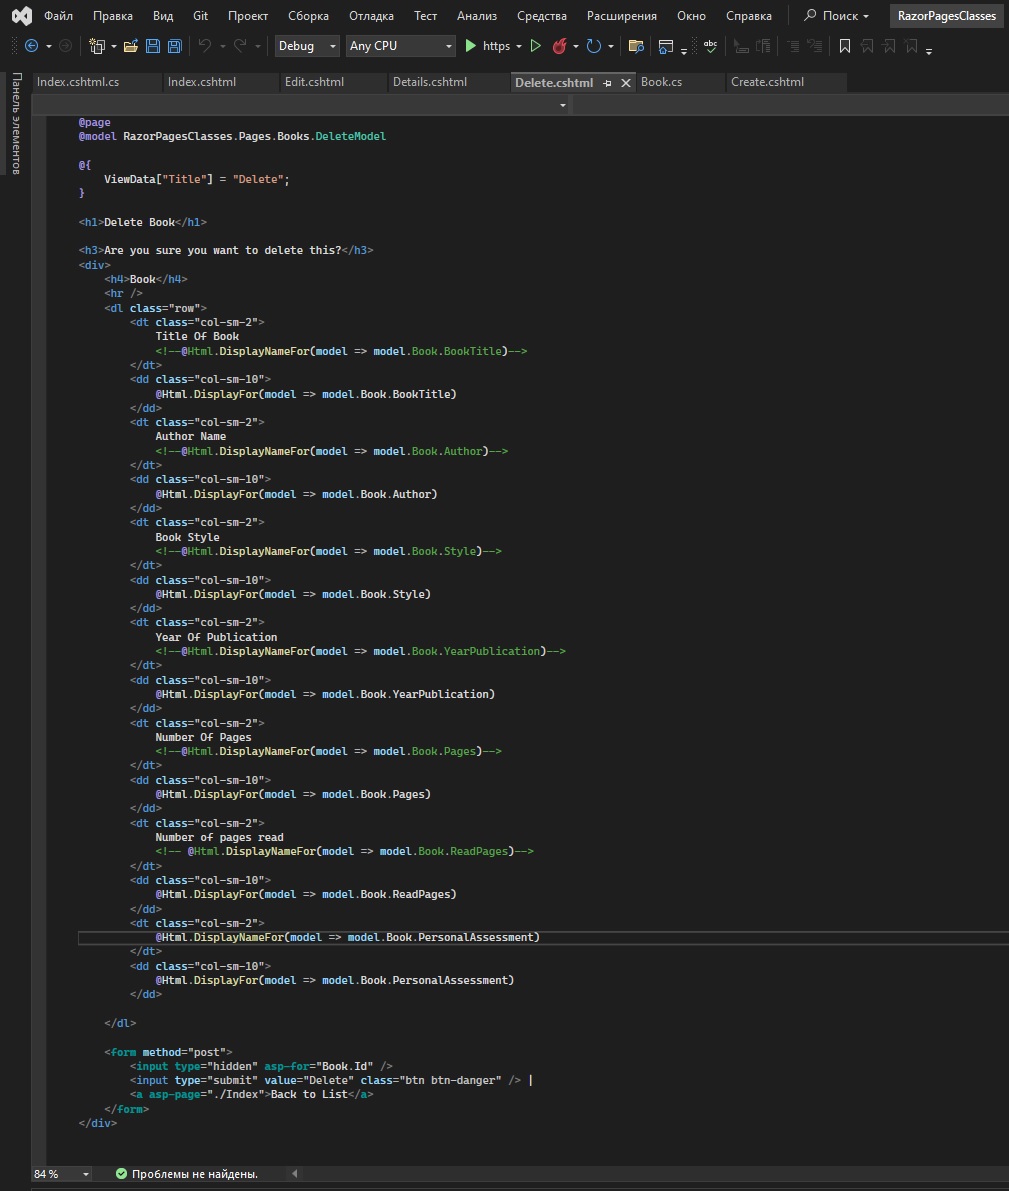 Файл Правка Вид Git Проект Сборка Отладка Тест Анализ Средства Расширения Окно Справка Поиск RazorPagesClasses
Debug Any CPU https abc
Панель элементов
Index.cshtml.cs Index.cshtml Edit.cshtml Details.cshtml Delete.cshtml Book.cs Create.cshtml
@page
@model RazorPagesClasses.Pages.Books.DeleteModel
@{
ViewData["Title"] = "Delete";
}
<h1>Delete Book</h1>
<h3>Are you sure you want to delete this?</h3>
<div>
<h4>Book</h4>
<hr />
<dl class="row">
<dt class="col-sm-2">
Title Of Book
<!--@Html.DisplayNameFor(model => model.Book.BookTitle)-->
</dt>
<dd class="col-sm-10">
@Html.DisplayFor(model => model.Book.BookTitle)
</dd>
<dt class="col-sm-2">
Author Name
<!--@Html.DisplayNameFor(model => model.Book.Author)-->
</dt>
<dd class="col-sm-10">
@Html.DisplayFor(model => model.Book.Author)
</dd>
<dt class="col-sm-2">
Book Style
<!--@Html.DisplayNameFor(model => model.Book.Style)-->
</dt>
<dd class="col-sm-10">
@Html.DisplayFor(model => model.Book.Style)
</dd>
<dt class="col-sm-2">
Year Of Publication
<!--@Html.DisplayNameFor(model => model.Book.YearPublication)-->
</dt>
<dd class="col-sm-10">
@Html.DisplayFor(model => model.Book.YearPublication)
</dd>
<dt class="col-sm-2">
Number Of Pages
<!--@Html.DisplayNameFor(model => model.Book.Pages)-->
</dt>
<dd class="col-sm-10">
@Html.DisplayFor(model => model.Book.Pages)
</dd>
<dt class="col-sm-2">
Number of pages read
<!-- @Html.DisplayNameFor(model => model.Book.ReadPages)-->
</dt>
<dd class="col-sm-10">
@Html.DisplayFor(model => model.Book.ReadPages)
</dd>
<dt class="col-sm-2">
@Html.DisplayNameFor(model => model.Book.PersonalAssessment)
</dt>
<dd class="col-sm-10">
@Html.DisplayFor(model => model.Book.PersonalAssessment)
</dd>
</dl>
<form method="post">
<input type="hidden" asp-for="Book.Id" />
<input type="submit" value="Delete" class="btn btn-danger" /> |
<a asp-page="./Index">Back to List</a>
</form>
</div>
84 % Проблемы не найдены.